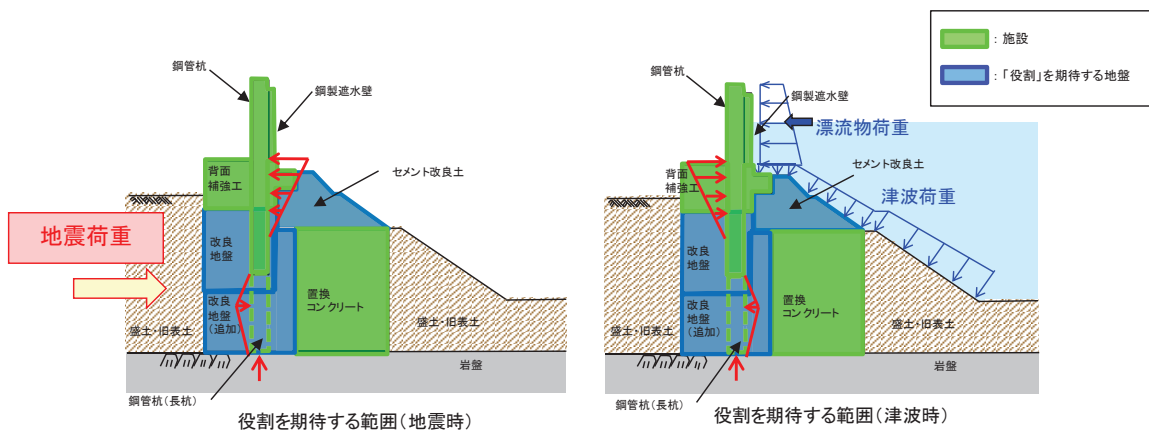 ：施設
：「役割」を期待する地盤
鋼管杭
鋼製遮水壁
背面
補強工
セメント改良土
地震荷重
改良
地盤
改良
地盤
（追加）
置換
コンクリート
盛土・旧表土
盛土・旧表土
岩盤
鋼管杭（長杭）
役割を期待する範囲（地震時）
鋼管杭
鋼製遮水壁
漂流物荷重
背面
補強工
セメント改良土
津波荷重
改良
地盤
改良
地盤
（追加）
置換
コンクリート
盛土・旧表土
盛土・旧表土
岩盤
鋼管杭（長杭）
役割を期待する範囲（津波時）